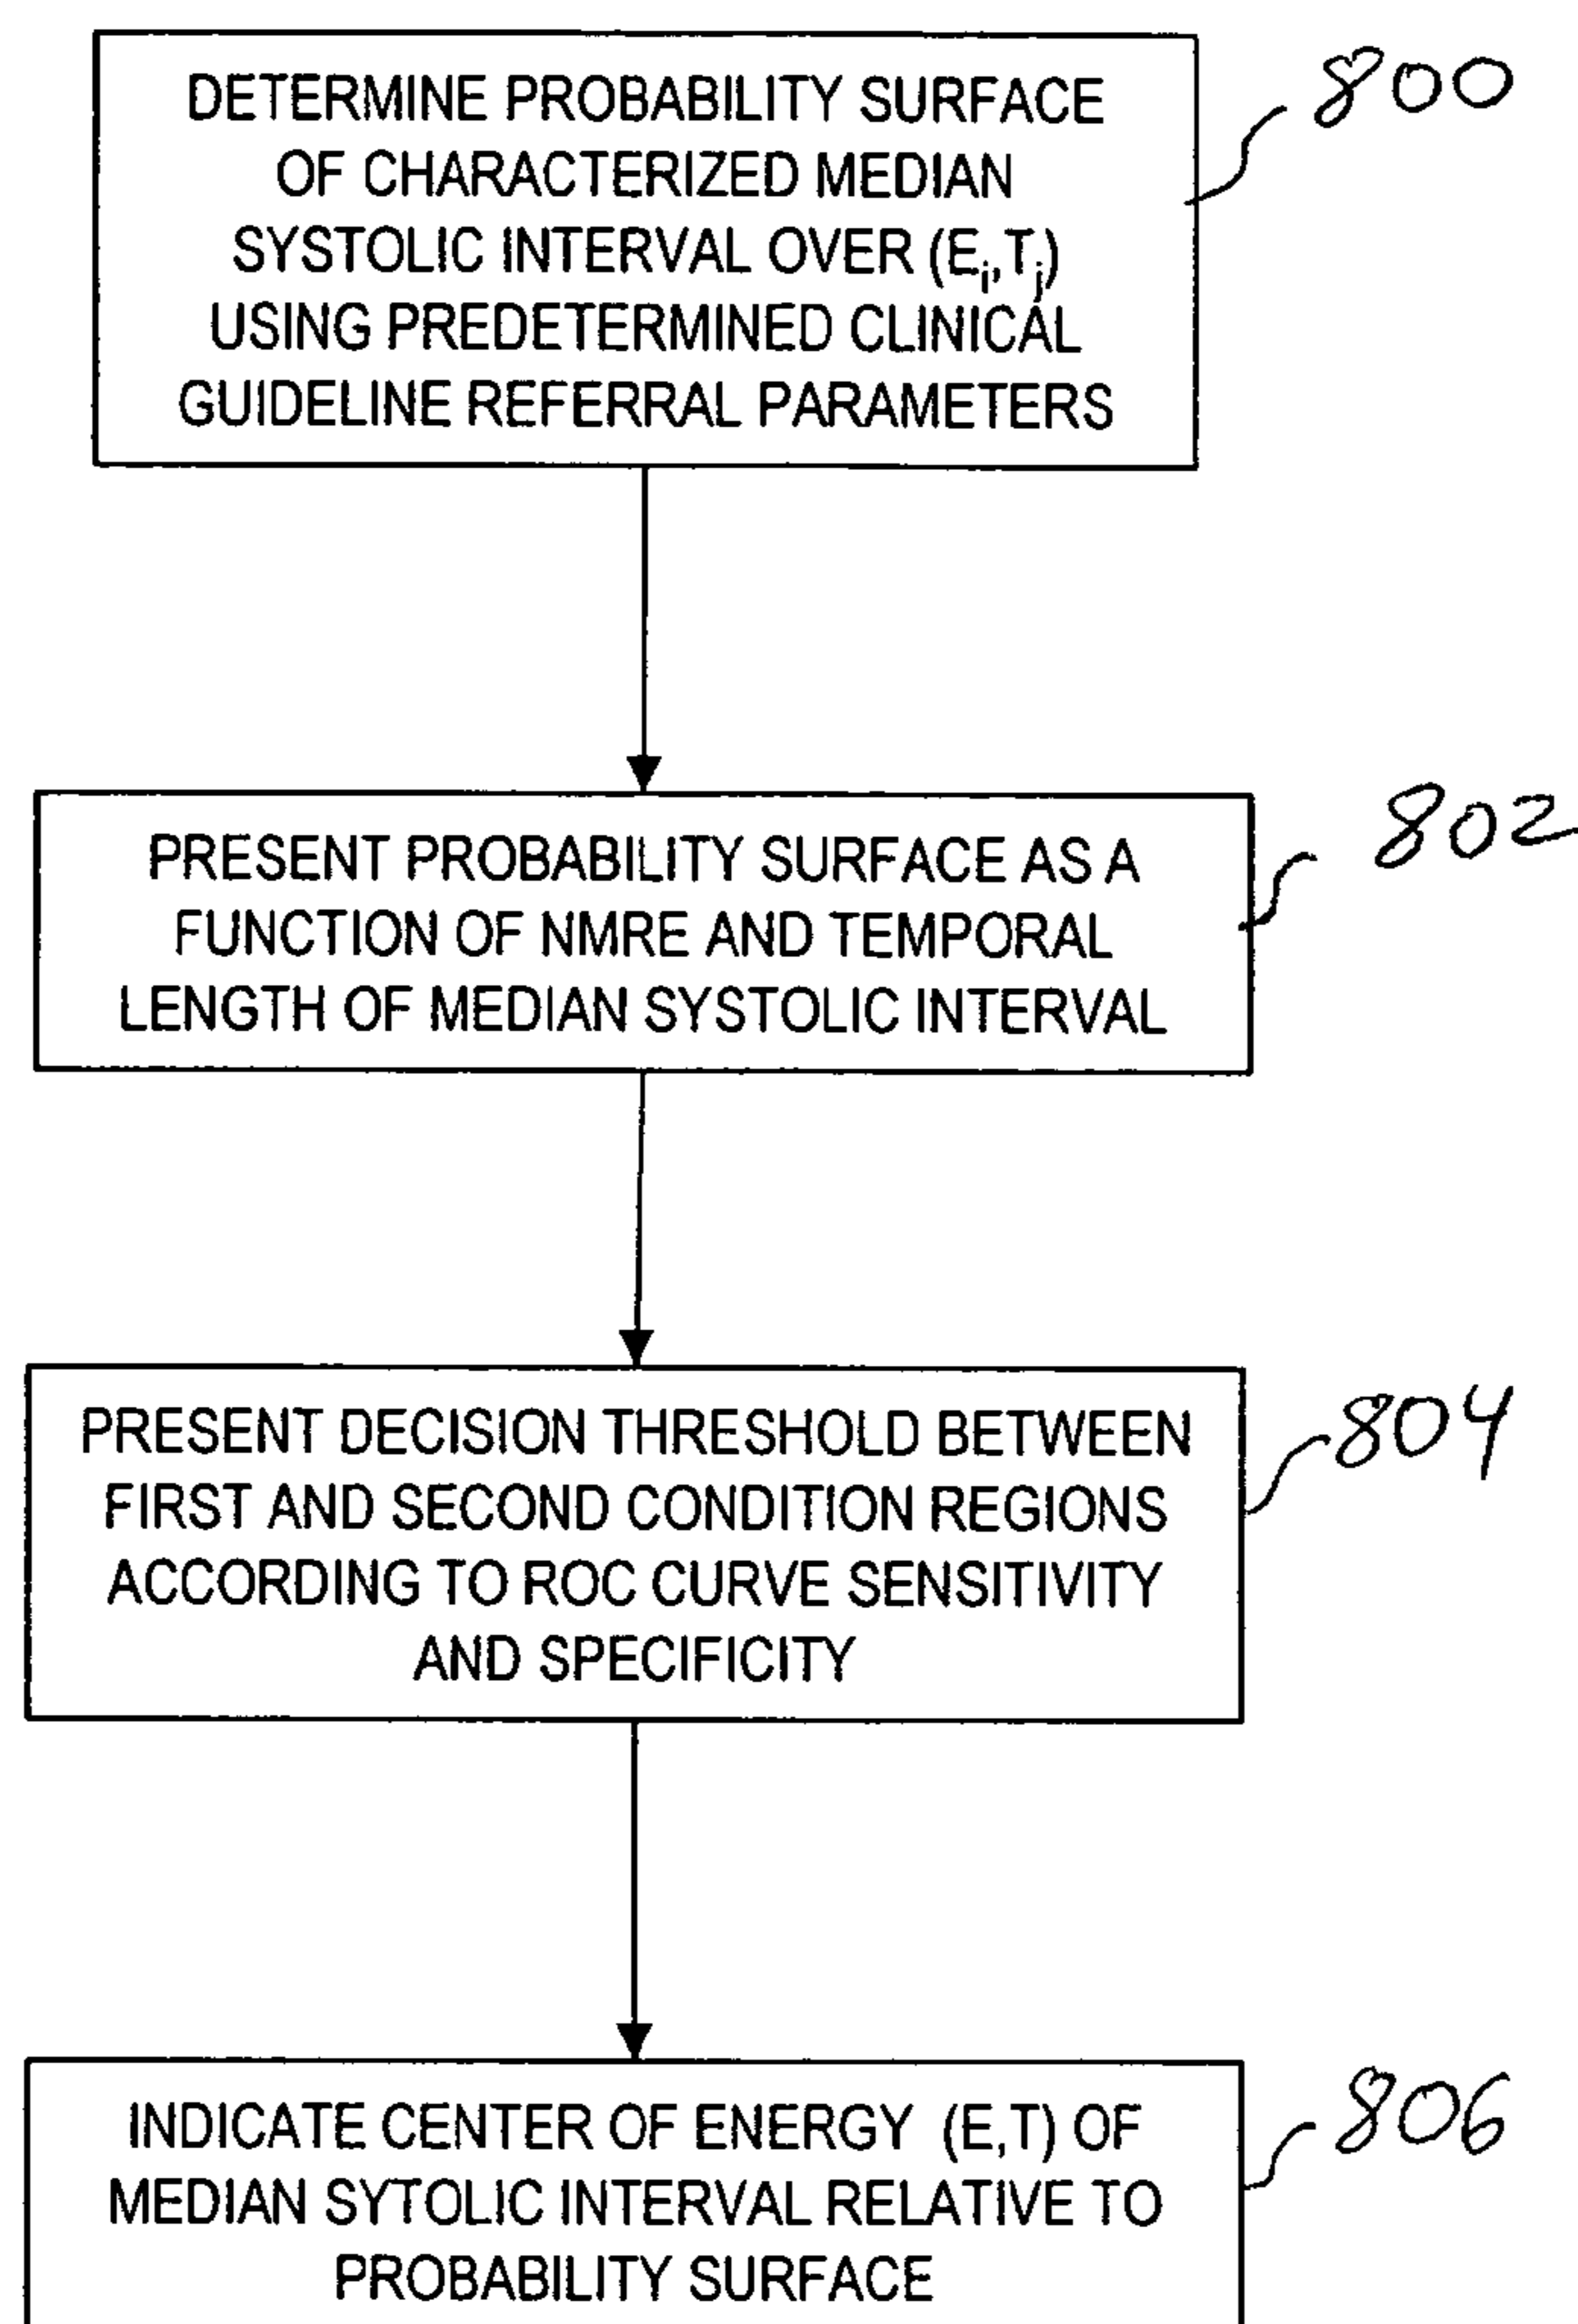 DETERMINE PROBABILITY SURFACE
OF CHARACTERIZED MEDIAN
SYSTOLIC INTERVAL OVER (Ei,Tj)
USING PREDETERMINED CLINICAL
GUIDELINE REFERRAL PARAMETERS
800
PRESENT PROBABILITY SURFACE AS A
FUNCTION OF NMRE AND TEMPORAL
LENGTH OF MEDIAN SYSTOLIC INTERVAL
802
PRESENT DECISION THRESHOLD BETWEEN
FIRST AND SECOND CONDITION REGIONS
ACCORDING TO ROC CURVE SENSITIVITY
AND SPECIFICITY
804
INDICATE CENTER OF ENERGY (E,T) OF
MEDIAN SYTOLIC INTERVAL RELATIVE TO
PROBABILITY SURFACE
806